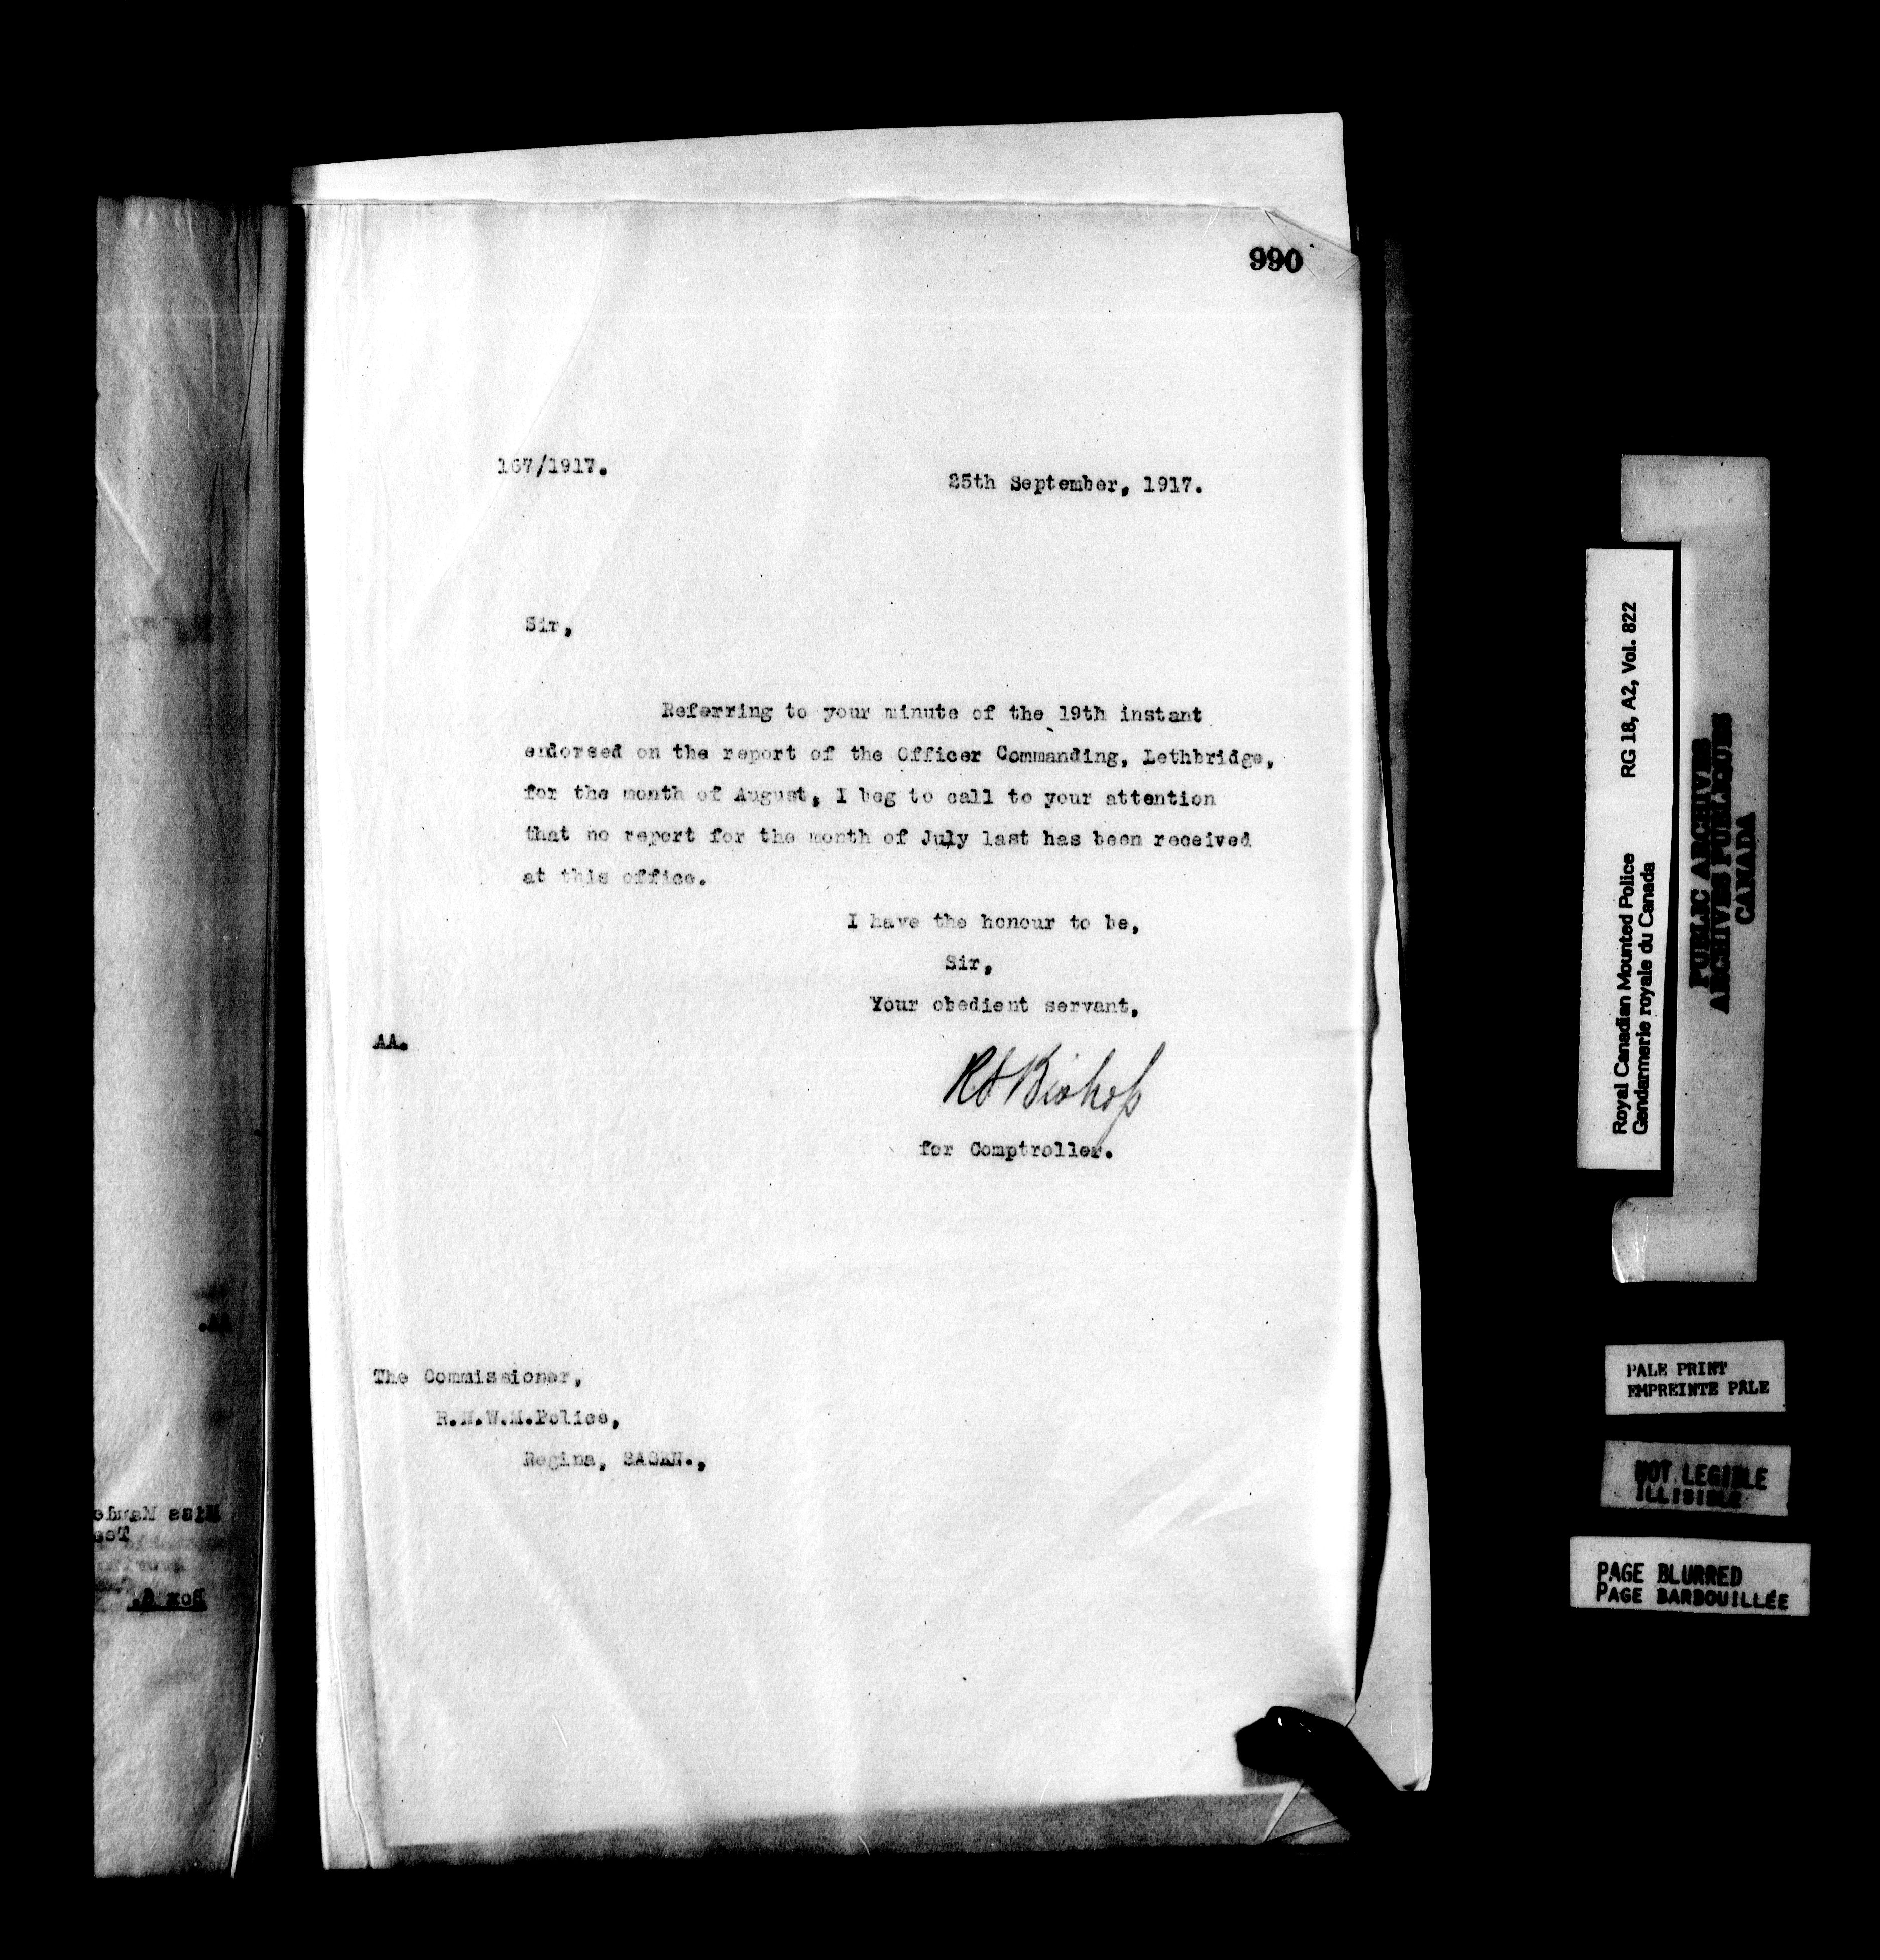 990
167/1917.
25th September, 1917.
Sir,
Referring to your minute of the 19th instant
endorsed on the report of the Officer Commanding, Lethbridge,
for the month of August, I beg to call to your attention
that no report for the month of July last has been received
at this office.
I have the honour to be,
Sir,
Your obedient servant,
AA.
Bishop
for Comptroller.
The Commissioner,
R.N.W.M.Police,
Regina, SASKN.,
AA.
Miss
Box
Royal Canadian Mounted Police
Gendarmerie royale du Canada
RG 18, A2, Vol. 822
PUBLIC ARCHIVES
ARCHIVES PUBLIQUES
CANADA
PALE PRINT
EMPREINTE PÂLE
NOT LEGIBLE
ILLISIBLE
PAGE BLURRED
PAGE BARBOUILLÉE